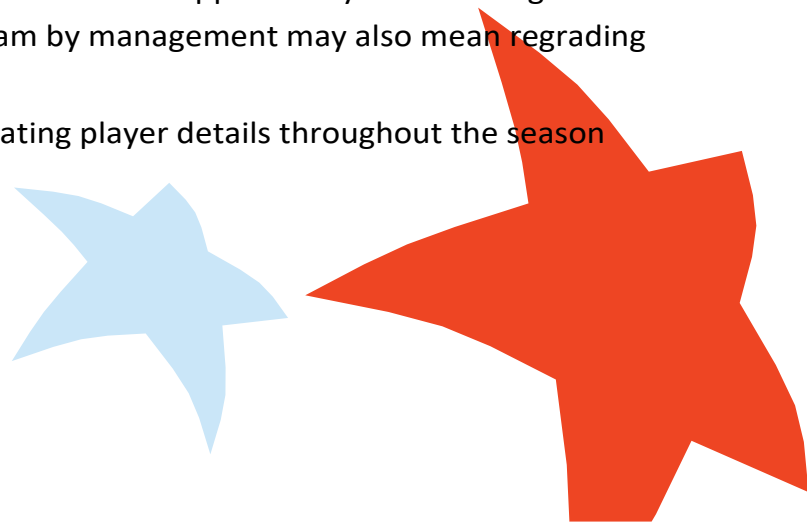 am by management may also mean regrading
ating player details throughout the season